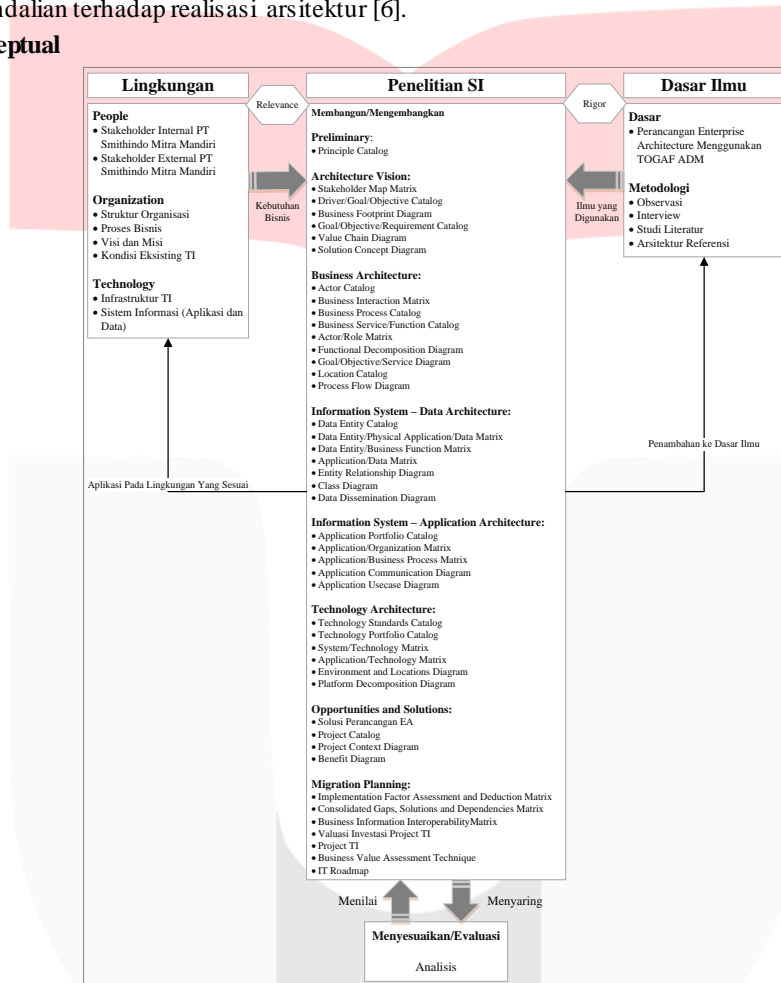 ndalian terhadap realisasi arsitektur [6].
eptual
Lingkungan
People
• Stakeholder Internal PT
Smithindo Mitra Mandiri
• Stakeholder External PT
Smithindo Mitra Mandiri
Organization
• Struktur Organisasi
• Proses Bisnis
• Visi dan Misi
• Kondisi Eksisting TI
Technology
• Infrastruktur TI
• Sistem Informasi (Aplikasi dan
Data)
Relevance
Kebutuhan
Bisnis
Penelitian SI
Membangun/Mengembangkan
Preliminary:
• Principle Catalog
Architecture Vision:
• Stakeholder Map Matrix
• Driver/Goal/Objective Catalog
• Business Footprint Diagram
• Goal/Objective/Requirement Catalog
• Value Chain Diagram
• Solution Concept Diagram
Business Architecture:
• Actor Catalog
• Business Interaction Matrix
• Business Process Catalog
• Business Service/Function Catalog
• Actor/Role Matrix
• Functional Decomposition Diagram
• Goal/Objective/Service Diagram
• Location Catalog
• Process Flow Diagram
Information System – Data Architecture:
• Data Entity Catalog
• Data Entity/Physical Application/Data Matrix
• Data Entity/Business Function Matrix
• Application/Data Matrix
• Entity Relationship Diagram
• Class Diagram
• Data Dissemination Diagram
Information System – Application Architecture:
• Application Portfolio Catalog
• Application/Organization Matrix
• Application/Business Process Matrix
• Application Communication Diagram
• Application Usecase Diagram
Technology Architecture:
• Technology Standards Catalog
• Technology Portfolio Catalog
• System/Technology Matrix
• Application/Technology Matrix
• Environment and Locations Diagram
• Platform Decomposition Diagram
Opportunities and Solutions:
• Solusi Perancangan EA
• Project Catalog
• Project Context Diagram
• Benefit Diagram
Migration Planning:
• Implementation Factor Assessment and Deduction Matrix
• Consolidated Gaps, Solutions and Dependencies Matrix
• Business Information InteroperabilityMatrix
• Valuasi Investasi Project TI
• Project TI
• Business Value Assessment Technique
• IT Roadmap
Rigor
Ilmu yang
Digunakan
Dasar Ilmu
Dasar
• Perancangan Enterprise
Architecture Menggunakan
TOGAF ADM
Metodologi
• Observasi
• Interview
• Studi Literatur
• Arsitektur Referensi
Penambahan ke Dasar Ilmu
Aplikasi Pada Lingkungan Yang Sesuai
Menilai
Menyaring
Menyesuaikan/Evaluasi
Analisis